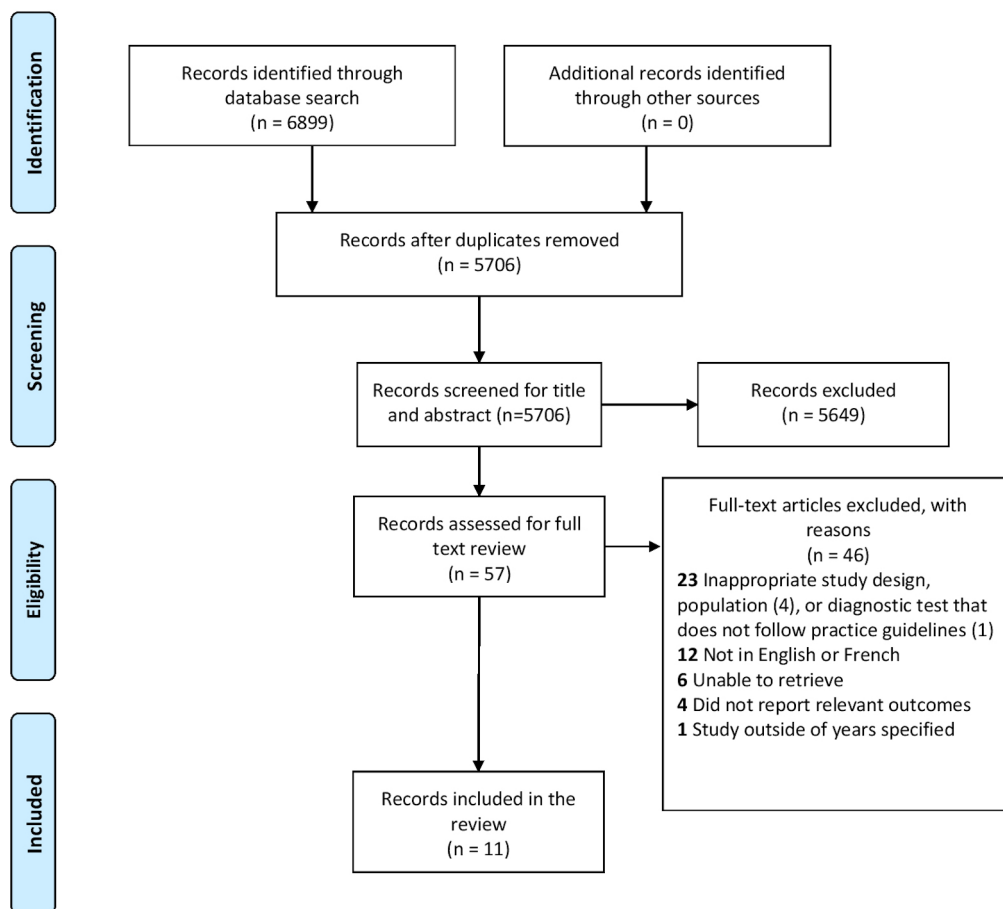 Identification
Records identified through
database search
(n = 6899)
Additional records identified
through other sources
(n = 0)
Records after duplicates removed
(n = 5706)
Screening
Records screened for title
and abstract (n=5706)
Records excluded
(n = 5649)
Eligibility
Records assessed for full
text review
(n = 57)
Full-text articles excluded, with
reasons
(n = 46)
23 Inappropriate study design,
population (4), or diagnostic test that
does not follow practice guidelines (1)
12 Not in English or French
6 Unable to retrieve
4 Did not report relevant outcomes
1 Study outside of years specified
Included
Records included in the
review
(n = 11)